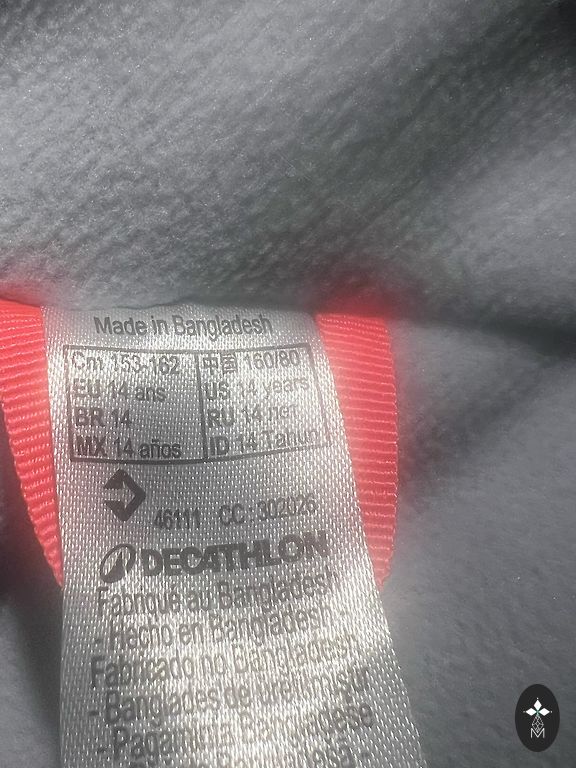 Made in Bangladesh
Cm 153-162
中国 160/80
EU 14 ans
US 14 years
BR 14
RU 14 лет
MX 14 años
ID 14 Tahun
46111 CC : 302026
DECATHLON
Fabriqué au Bangladesh
- Hecho en Bangladesh -
Fabricado no Bangladesh
M